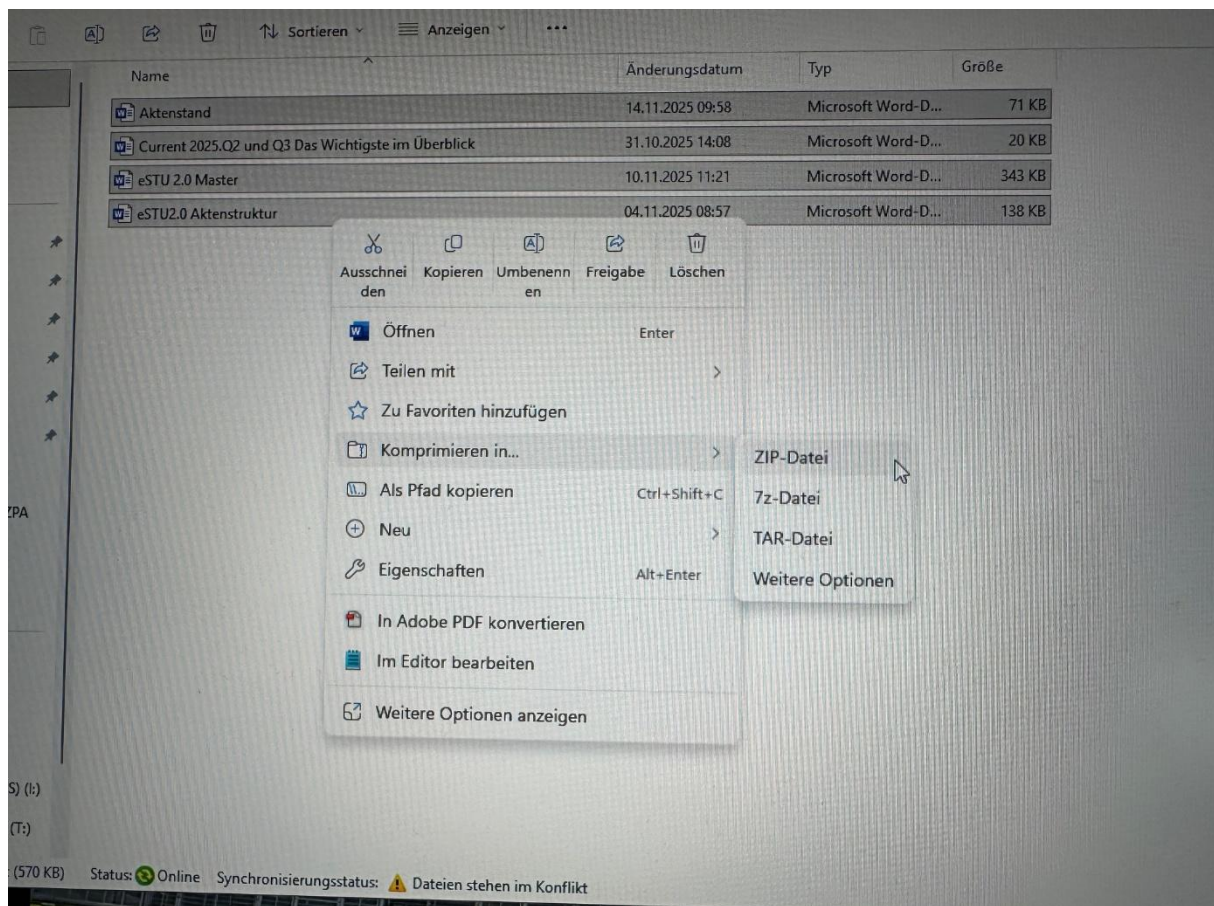 Sortieren Anzeigen
Name Änderungsdatum Typ Größe
Aktenstand 14.11.2025 09:58 Microsoft Word-D... 71 KB
Current 2025.Q2 und Q3 Das Wichtigste im Überblick 31.10.2025 14:08 Microsoft Word-D... 20 KB
eSTU 2.0 Master 10.11.2025 11:21 Microsoft Word-D... 343 KB
eSTU2.0 Aktenstruktur 04.11.2025 08:57 Microsoft Word-D... 138 KB
Ausschnei Kopieren Umbenenn Freigabe Löschen
den en
Öffnen Enter
Teilen mit
Zu Favoriten hinzufügen
Komprimieren in... ZIP-Datei
Als Pfad kopieren Ctrl+Shift+C 7z-Datei
ZPA
Neu TAR-Datei
Eigenschaften Alt+Enter Weitere Optionen
In Adobe PDF konvertieren
Im Editor bearbeiten
Weitere Optionen anzeigen
S) (I:)
(T:)
(570 KB) Status: Online Synchronisierungsstatus: Dateien stehen im Konflikt